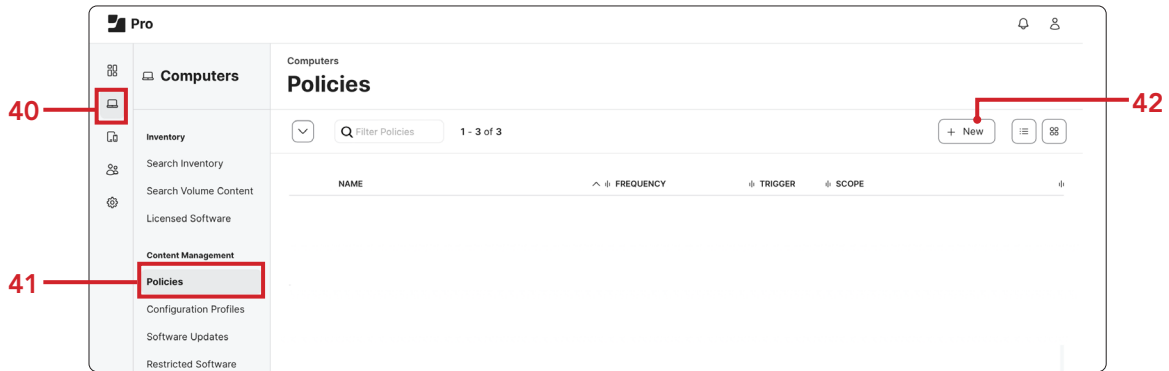 Pro
Computers
Computers
Policies
40
42
Inventory
Filter Policies
1 - 3 of 3
+ New
Search Inventory
NAME
FREQUENCY
TRIGGER
SCOPE
Search Volume Content
Licensed Software
Content Management
41
Policies
Configuration Profiles
Software Updates
Restricted Software